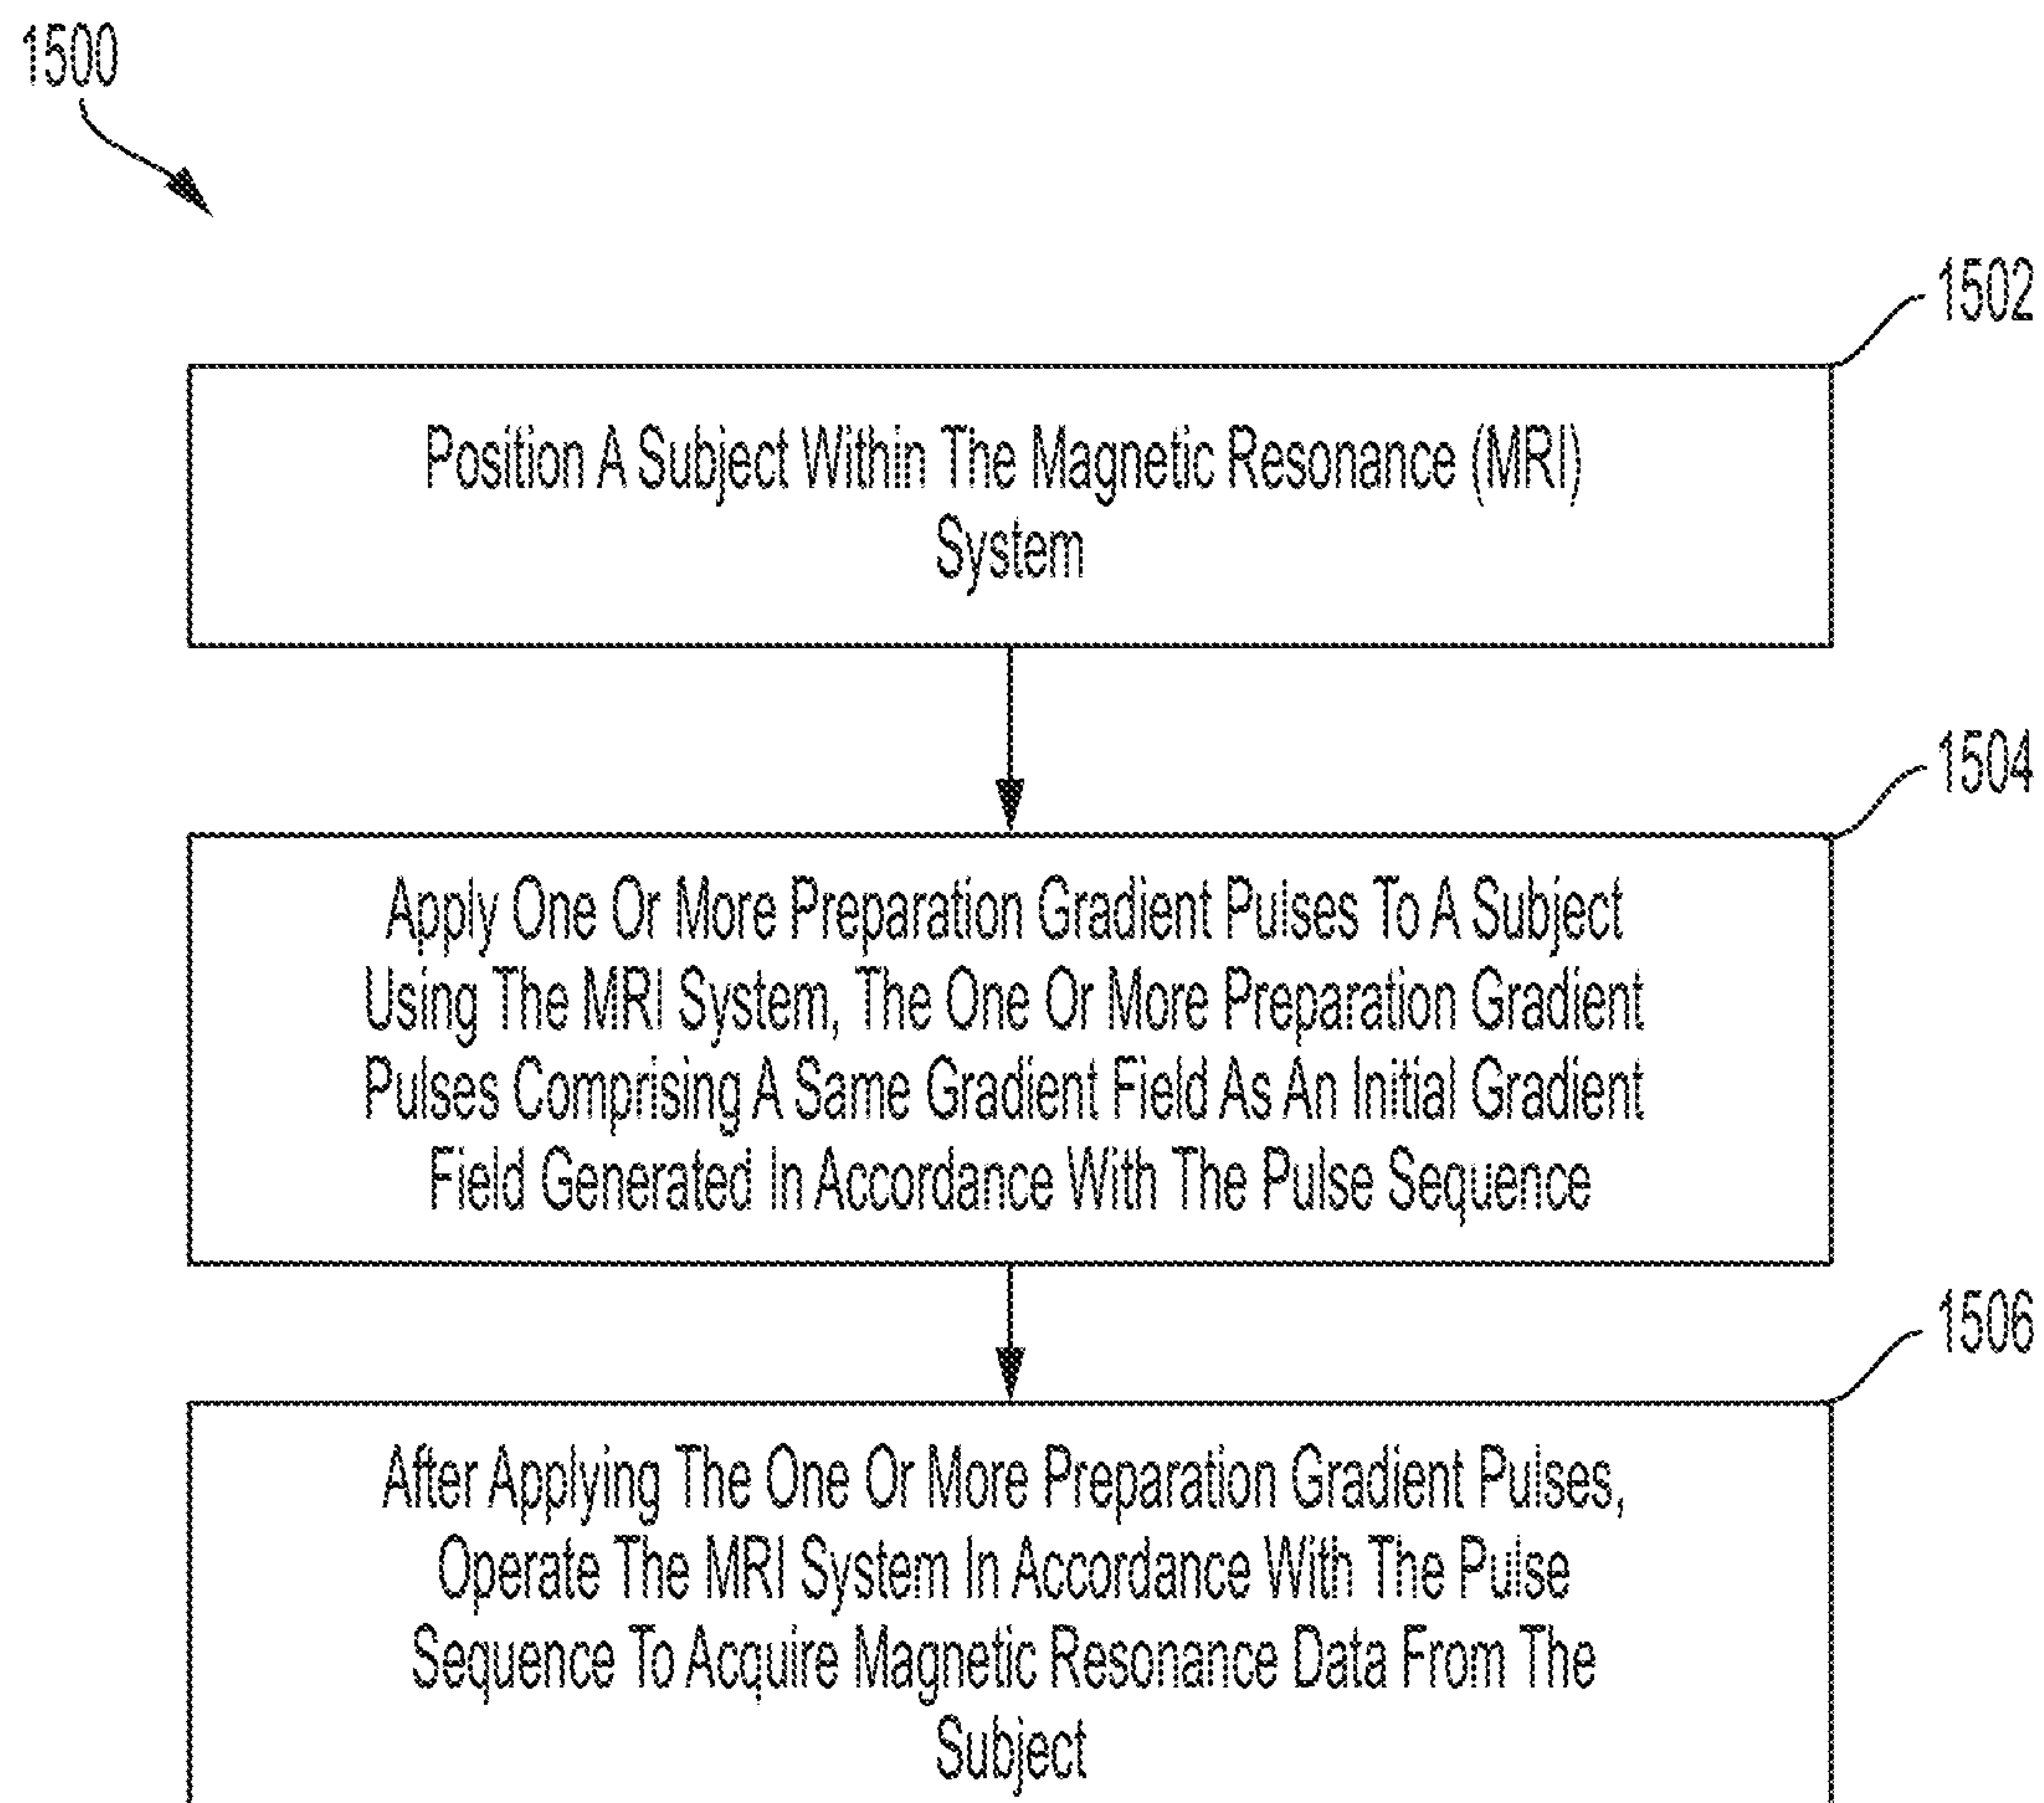 1500
1502
Position A Subject Within The Magnetic Resonance (MRI)
System
1504
Apply One Or More Preparation Gradient Pulses To A Subject
Using The MRI System, The One Or More Preparation Gradient
Pulses Comprising A Same Gradient Field As An Initial Gradient
Field Generated In Accordance With The Pulse Sequence
1506
After Applying The One Or More Preparation Gradient Pulses,
Operate The MRI System In Accordance With The Pulse
Sequence To Acquire Magnetic Resonance Data From The
Subject